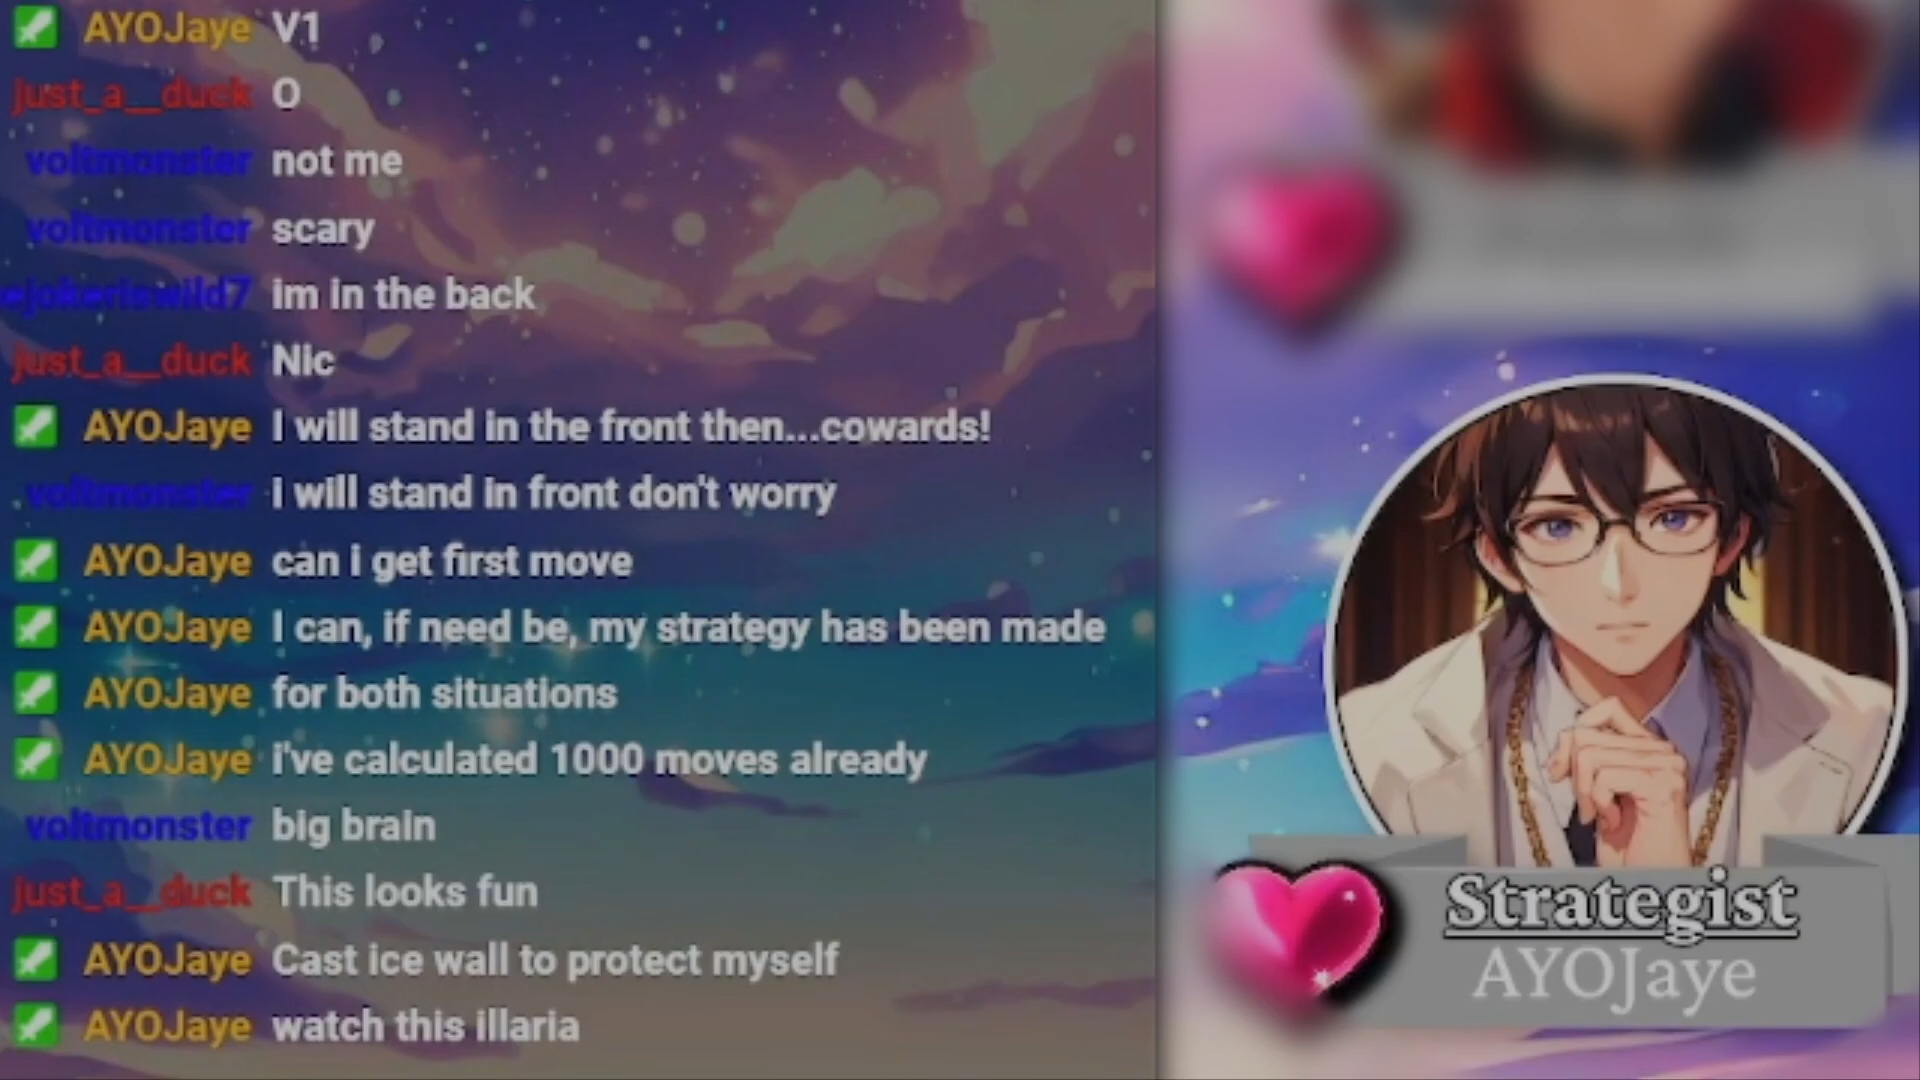 AYOJaye V1
just_a__duck O
voltmonster not me
voltmonster scary
ejokeriswild7 im in the back
just_a__duck Nic
AYOJaye I will stand in the front then...cowards!
voltmonster i will stand in front don't worry
AYOJaye can i get first move
AYOJaye I can, if need be, my strategy has been made
AYOJaye for both situations
AYOJaye i've calculated 1000 moves already
voltmonster big brain
just_a__duck This looks fun
AYOJaye Cast ice wall to protect myself
AYOJaye watch this illaria
Strategist
AYOJaye